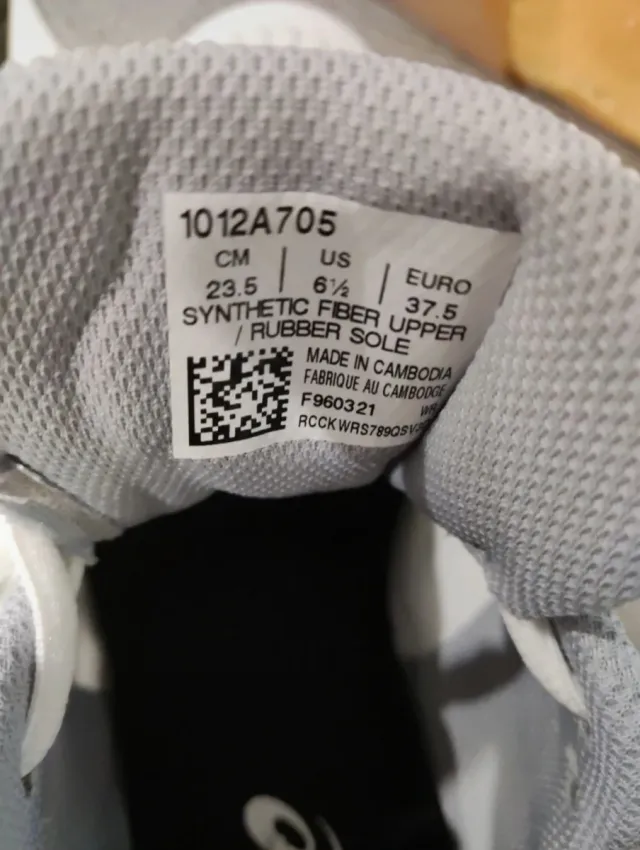 1012A705
CM | US | EURO
23.5 | 6½ | 37.5
SYNTHETIC FIBER UPPER
/ RUBBER SOLE
MADE IN CAMBODIA
FABRIQUE AU CAMBODGE
F960321